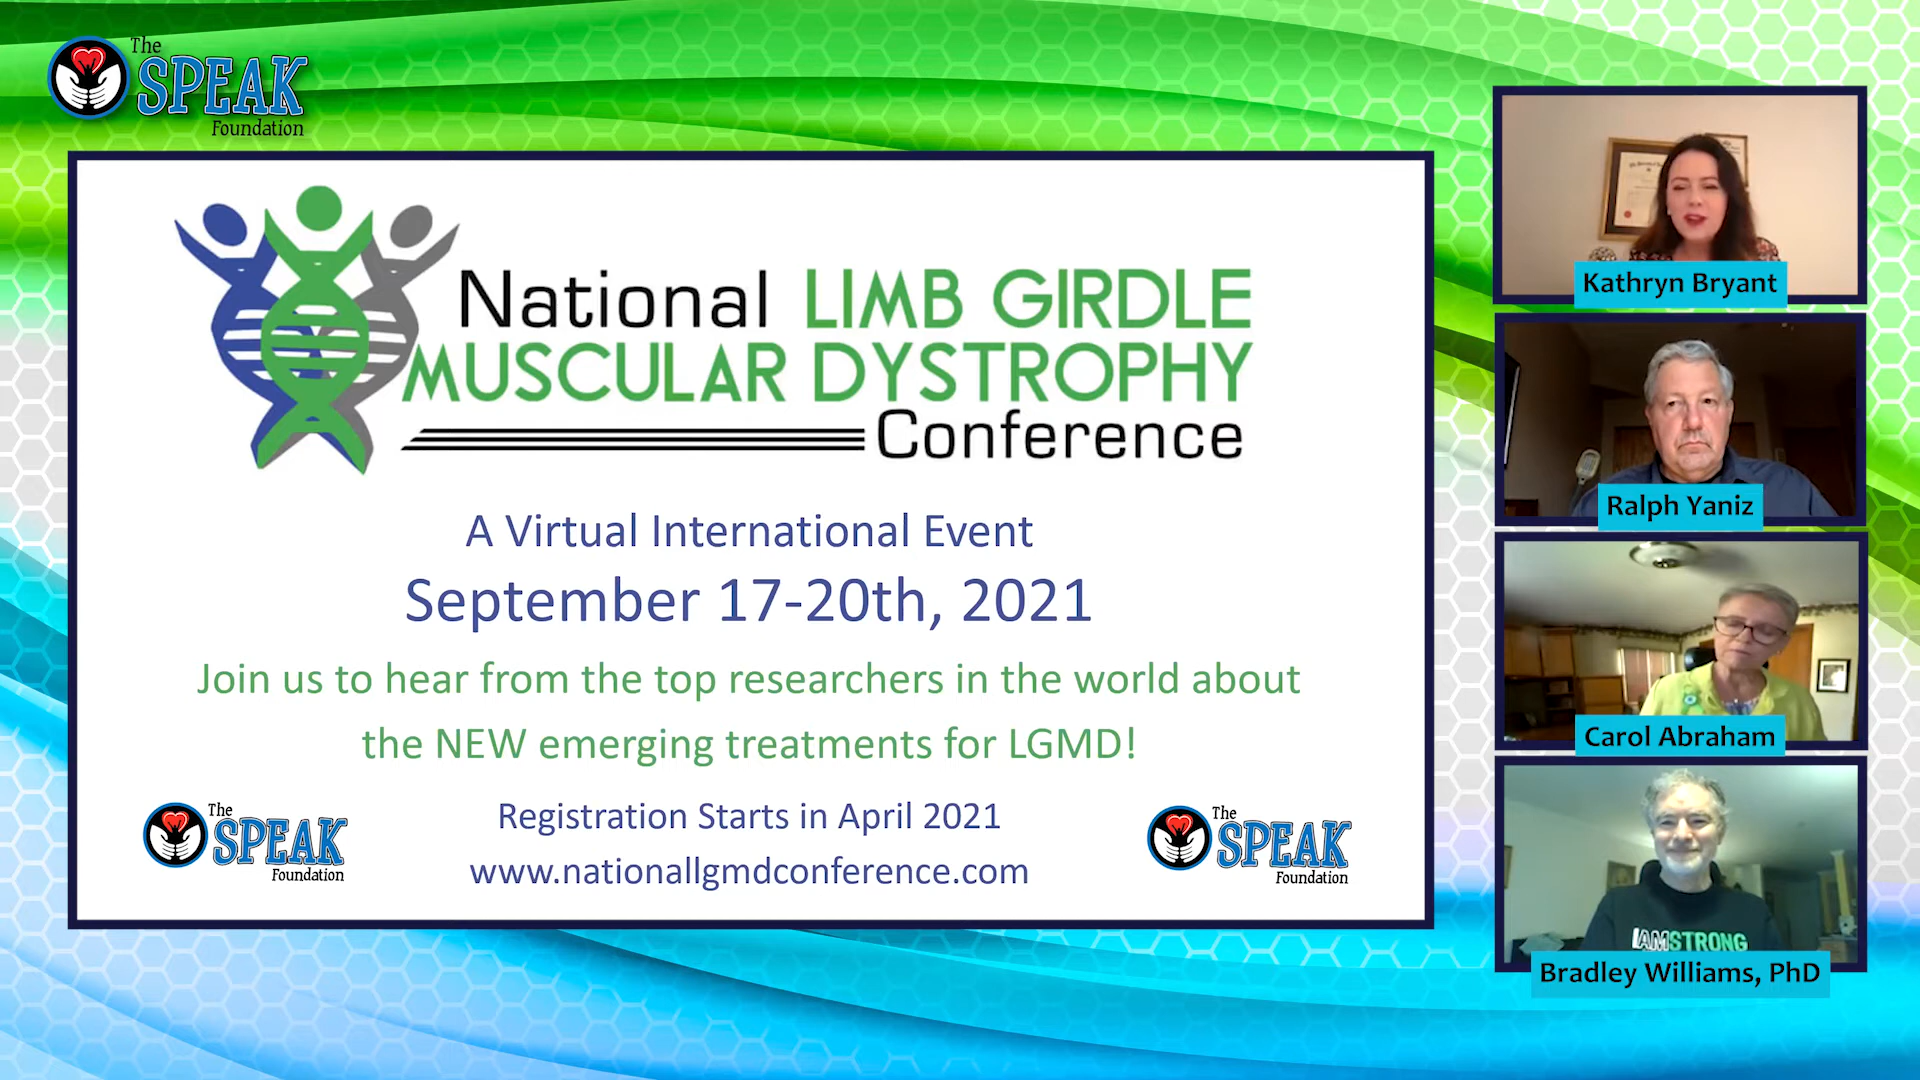 The
SPEAK
Foundation
National LIMB GIRDLE
MUSCULAR DYSTROPHY
Conference
A Virtual International Event
September 17-20th, 2021
Join us to hear from the top researchers in the world about
the NEW emerging treatments for LGMD!
Registration Starts in April 2021
www.nationallgmdconference.com
The
SPEAK
Foundation
The
SPEAK
Foundation
Kathryn Bryant
Ralph Yaniz
Carol Abraham
IAMSTRONG
Bradley Williams, PhD